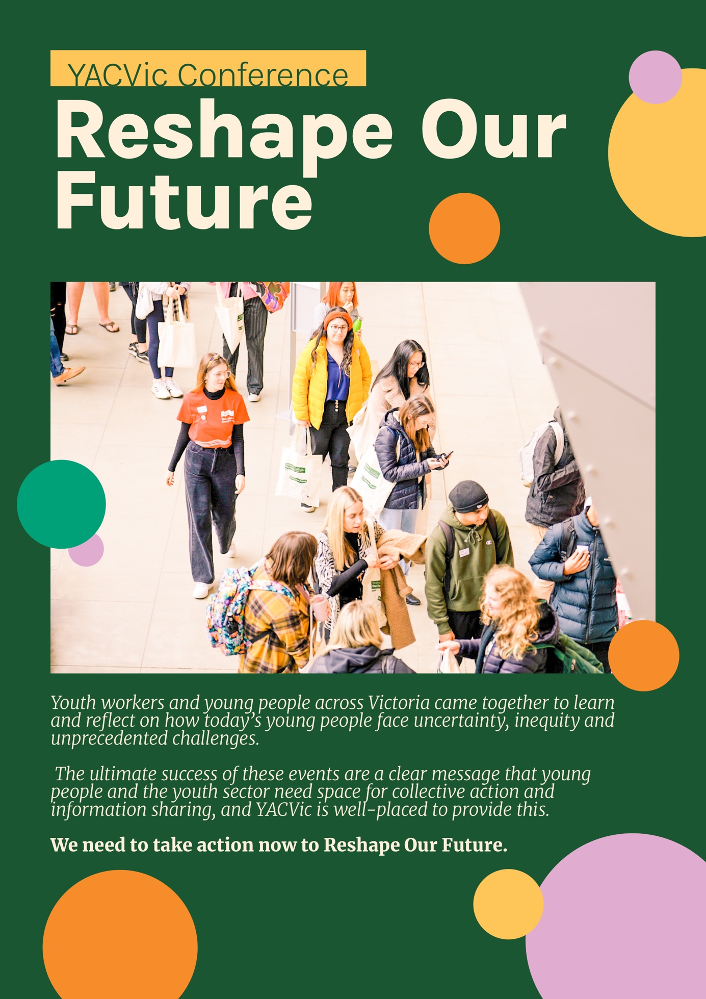 YACVic Conference
Reshape Our
Future
Youth workers and young people across Victoria came together to learn
and reflect on how today’s young people face uncertainty, inequity and
unprecedented challenges.
The ultimate success of these events are a clear message that young
people and the youth sector need space for collective action and
information sharing, and YACVic is well-placed to provide this.
We need to take action now to Reshape Our Future.